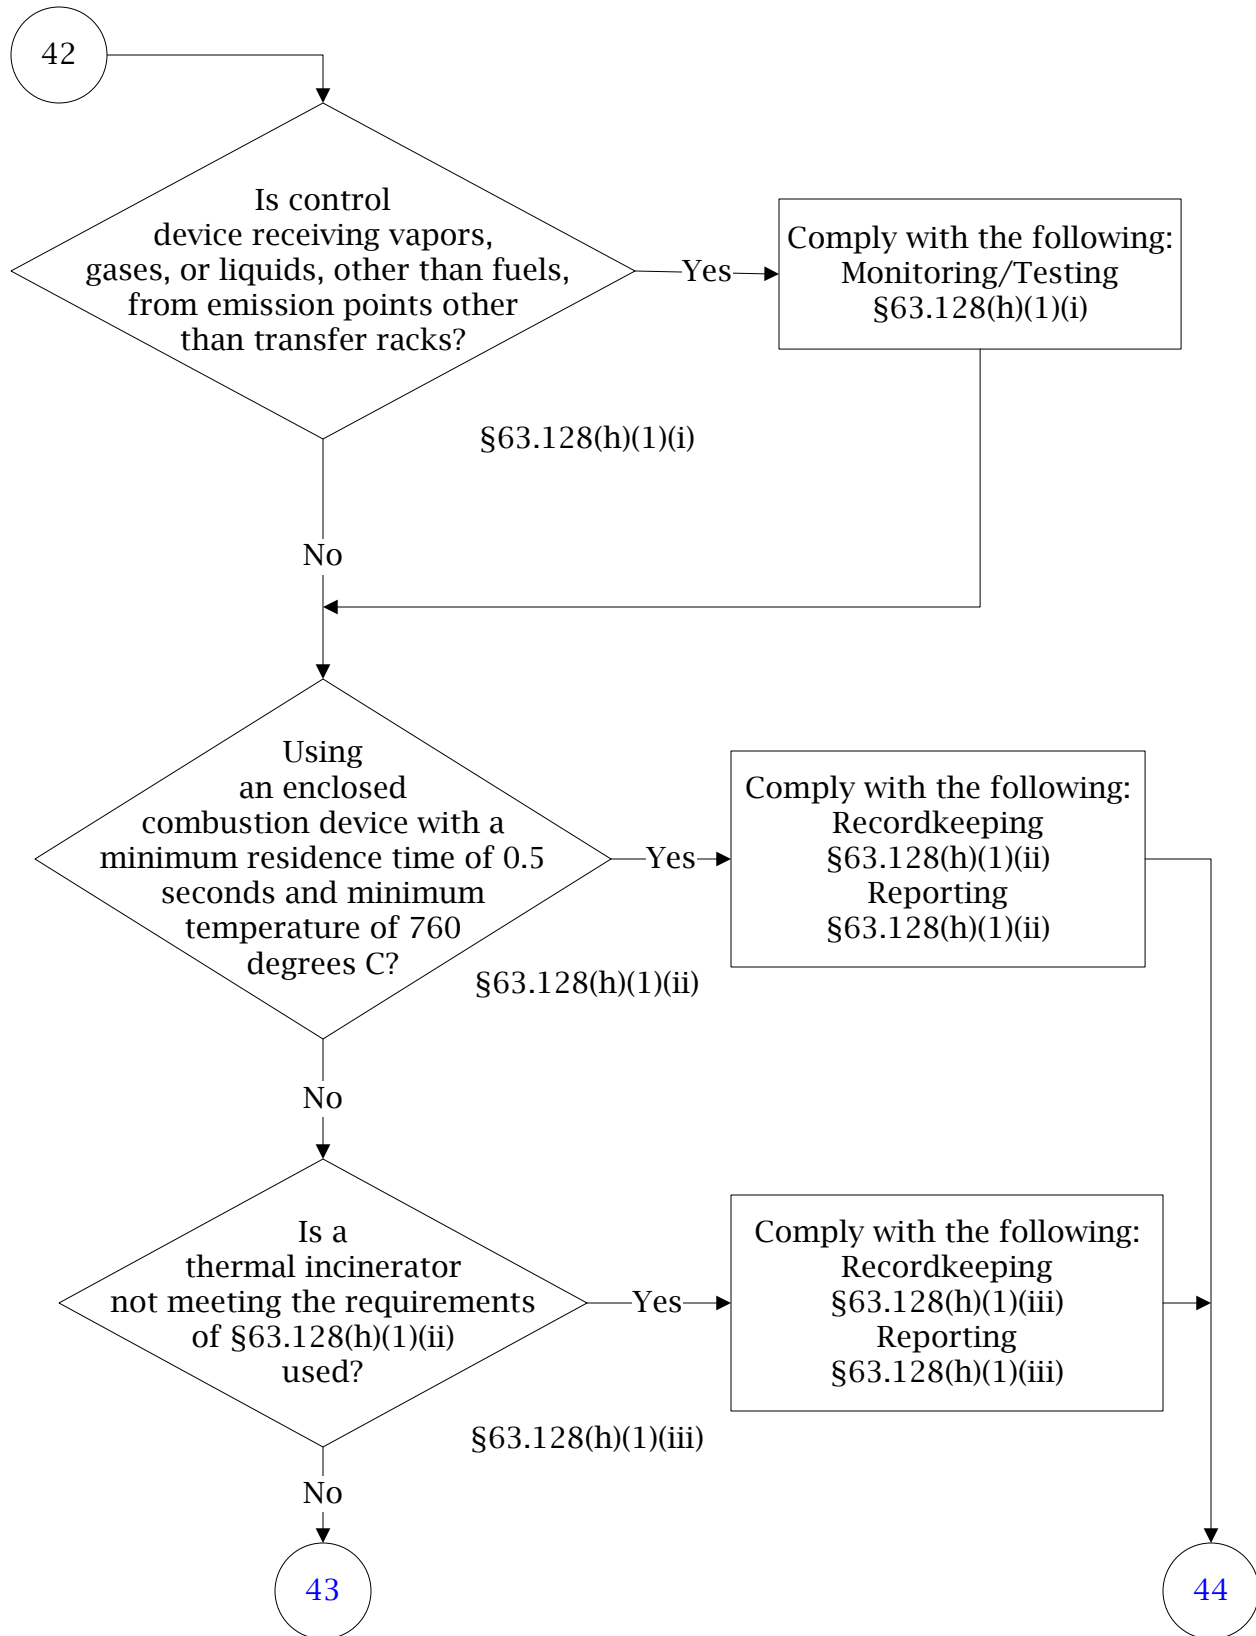 42
Is control
device receiving vapors,
gases, or liquids, other than fuels,
from emission points other
than transfer racks?
Yes
Comply with the following:
Monitoring/Testing
§63.128(h)(1)(i)
§63.128(h)(1)(i)
No
Using
an enclosed
combustion device with a
minimum residence time of 0.5
seconds and minimum
temperature of 760
degrees C?
Yes
Comply with the following:
Recordkeeping
§63.128(h)(1)(ii)
Reporting
§63.128(h)(1)(ii)
§63.128(h)(1)(ii)
No
Is a
thermal incinerator
not meeting the requirements
of §63.128(h)(1)(ii)
used?
Yes
Comply with the following:
Recordkeeping
§63.128(h)(1)(iii)
Reporting
§63.128(h)(1)(iii)
§63.128(h)(1)(iii)
No
43
44